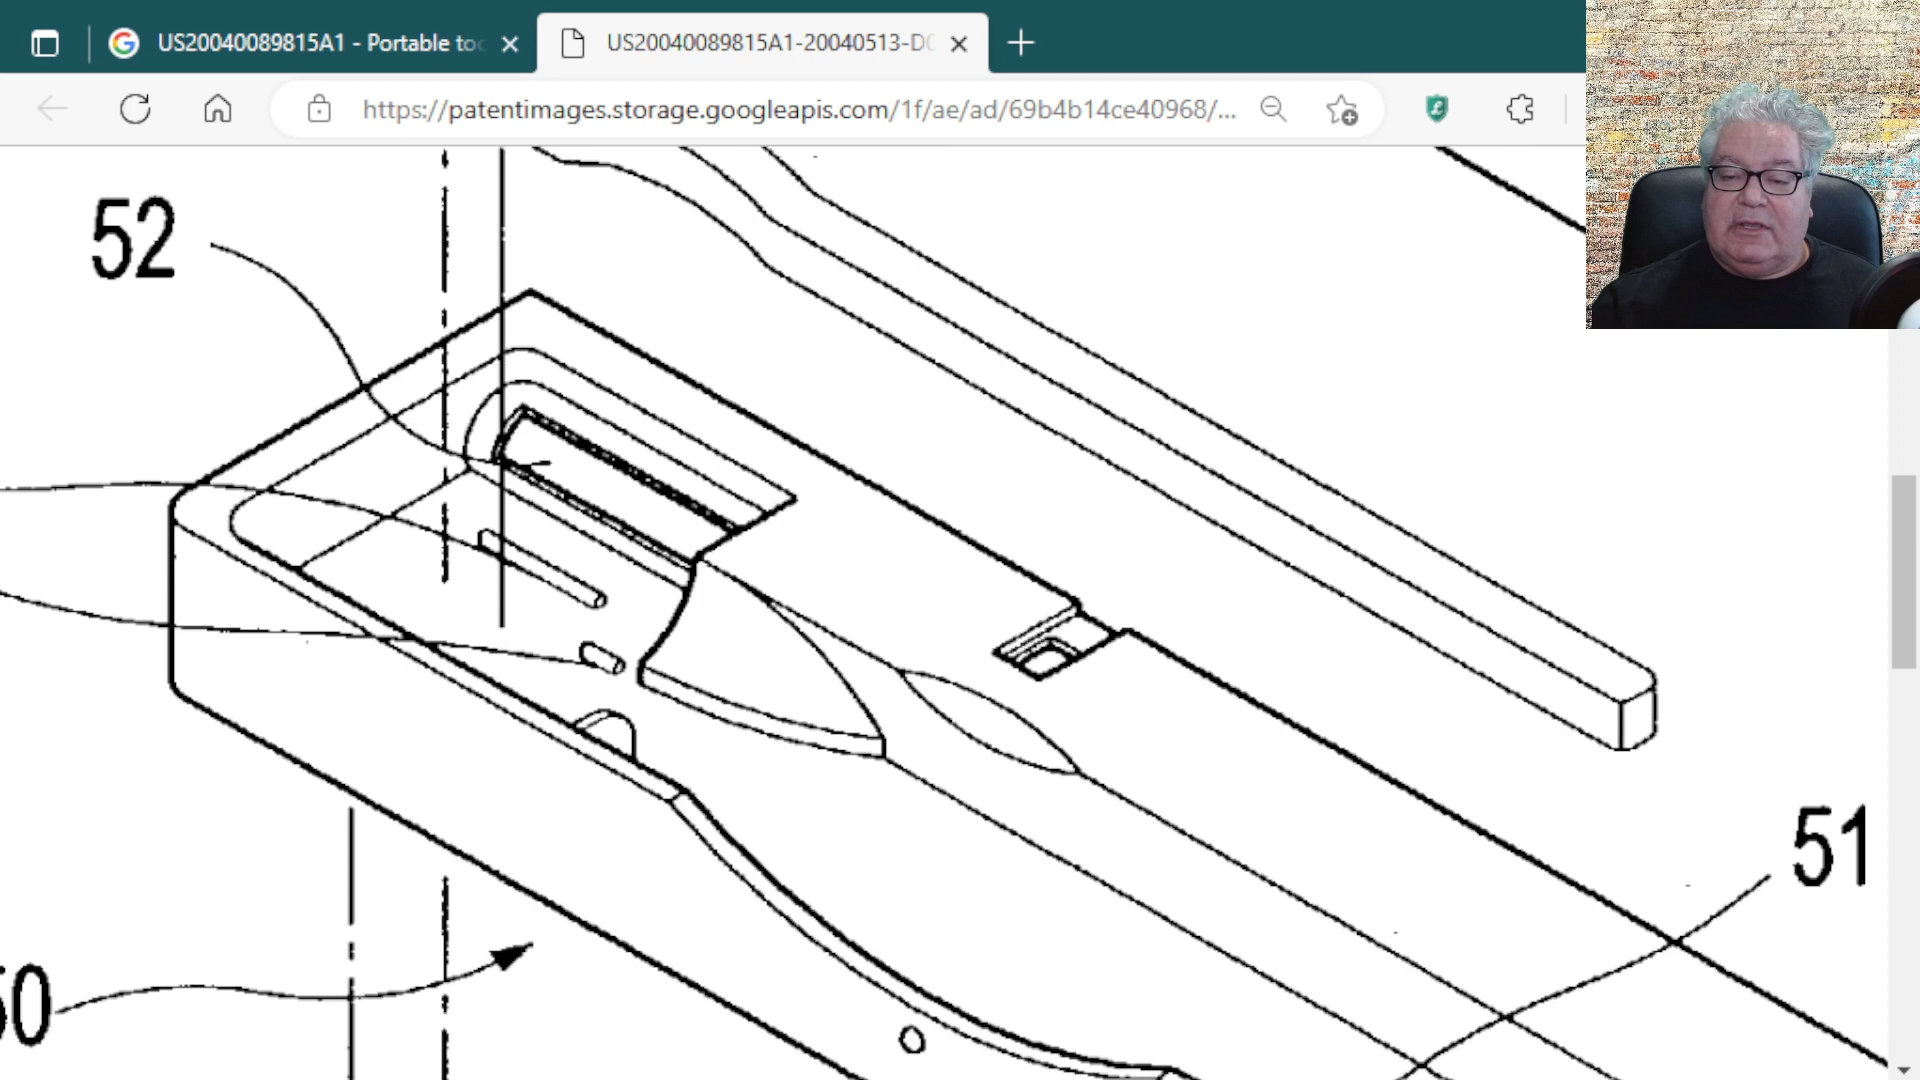 US20040089815A1 - Portable to
US20040089815A1-20040513-D
https://patentimages.storage.googleapis.com/1f/ae/ad/69b4b14ce40968/...
52
51
50